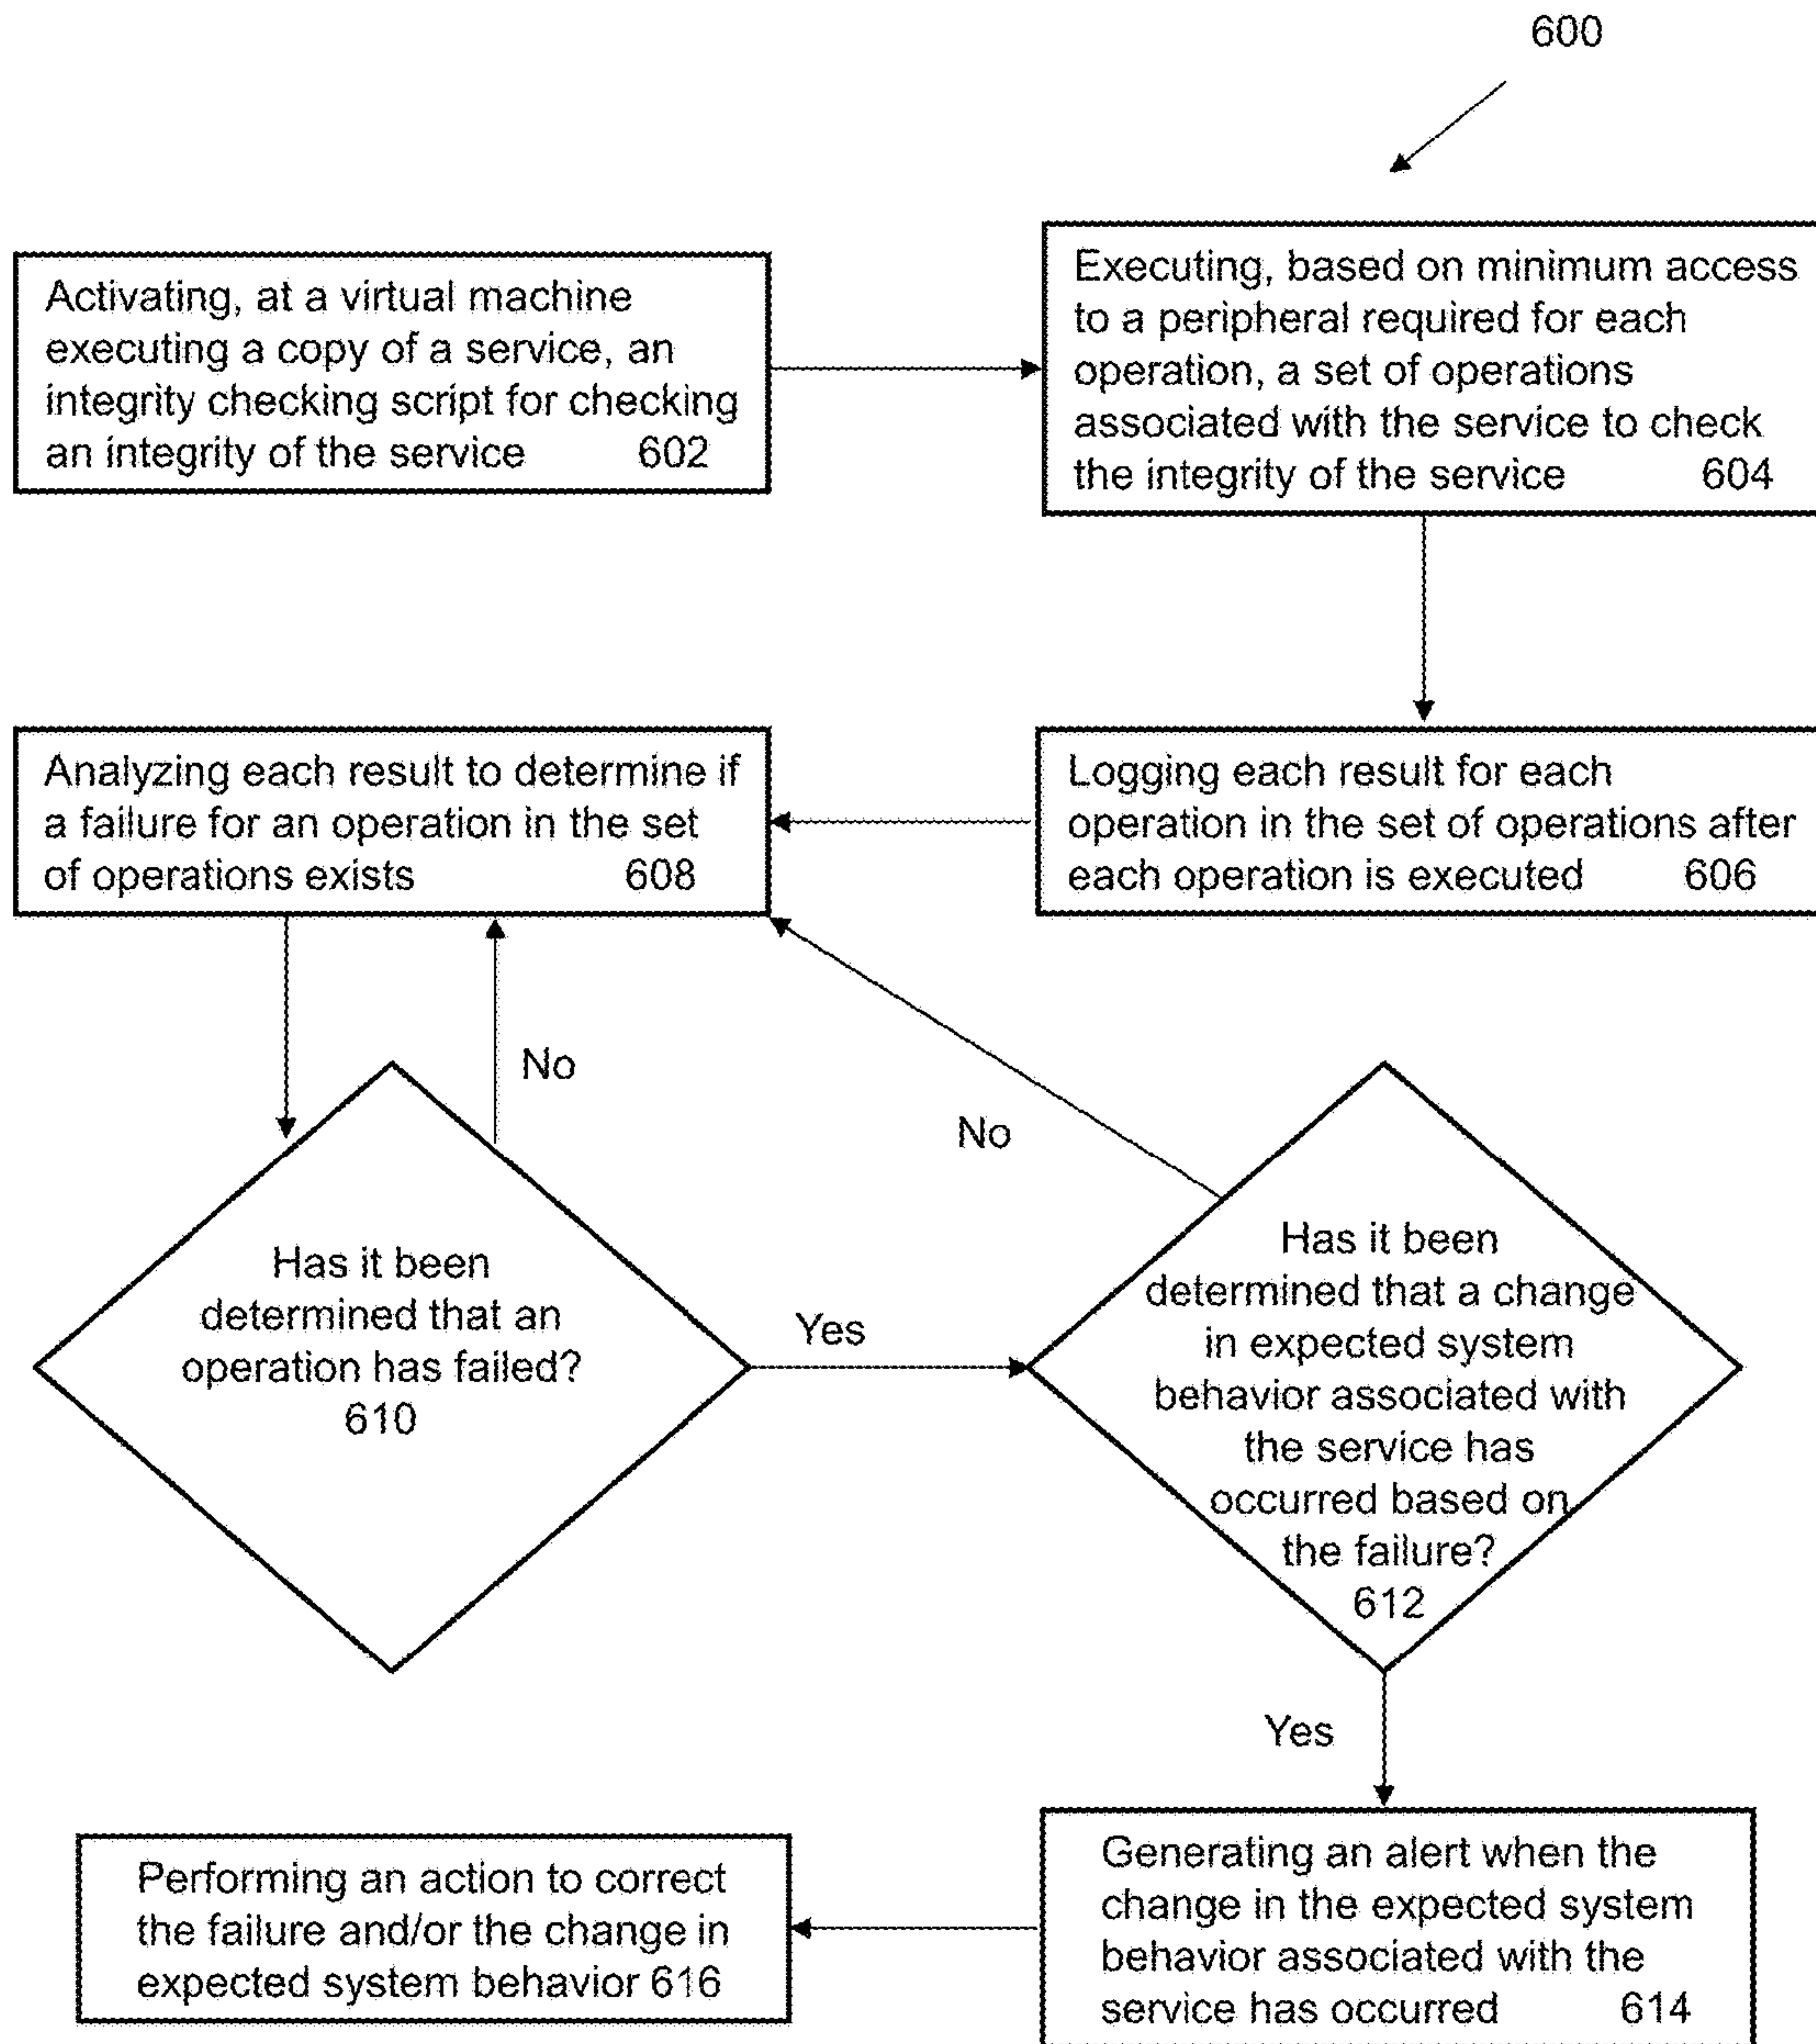 600
Activating, at a virtual machine
executing a copy of a service, an
integrity checking script for checking
an integrity of the service 602
Executing, based on minimum access
to a peripheral required for each
operation, a set of operations
associated with the service to check
the integrity of the service 604
Analyzing each result to determine if
a failure for an operation in the set
of operations exists 608
Logging each result for each
operation in the set of operations after
each operation is executed 606
No
No
Has it been
determined that an
operation has failed?
610
Yes
Has it been
determined that a change
in expected system
behavior associated with
the service has
occurred based on
the failure?
612
Yes
Performing an action to correct
the failure and/or the change in
expected system behavior 616
Generating an alert when the
change in the expected system
behavior associated with the
service has occurred 614